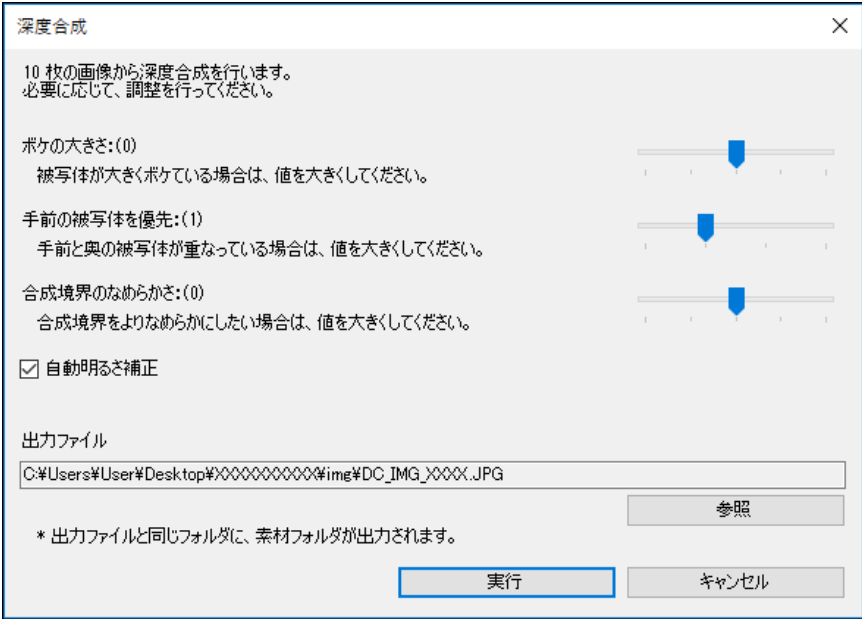 深度合成
10 枚の画像から深度合成を行います。
必要に応じて、調整を行ってください。
ボケの大きさ:(0)
被写体が大きくボケている場合は、値を大きくしてください。
手前の被写体を優先:(1)
手前と奥の被写体が重なっている場合は、値を大きくしてください。
合成境界のなめらかさ:(0)
合成境界をよりなめらかにしたい場合は、値を大きくしてください。
自動明るさ補正
出力ファイル
C:¥Users¥User¥Desktop¥XXXXXXXXXXX¥img¥DC_IMG_XXXX.JPG
参照
* 出力ファイルと同じフォルダに、素材フォルダが出力されます。
実行
キャンセル